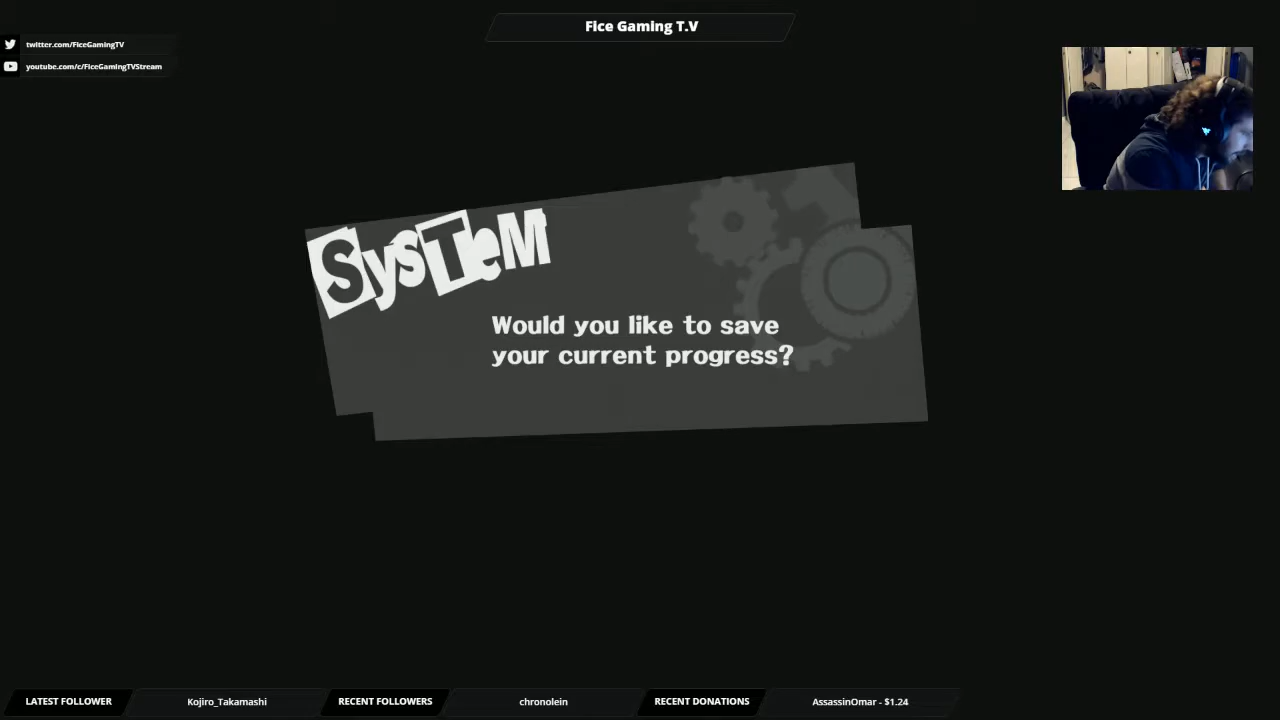 Fice Gaming T.V
twitter.com/FiceGamingTV
youtube.com/c/FiceGamingTVStream
SysTeM
Would you like to save
your current progress?
LATEST FOLLOWER
Kojiro_Takamashi
RECENT FOLLOWERS
chronolein
RECENT DONATIONS
AssassinOmar - $1.24